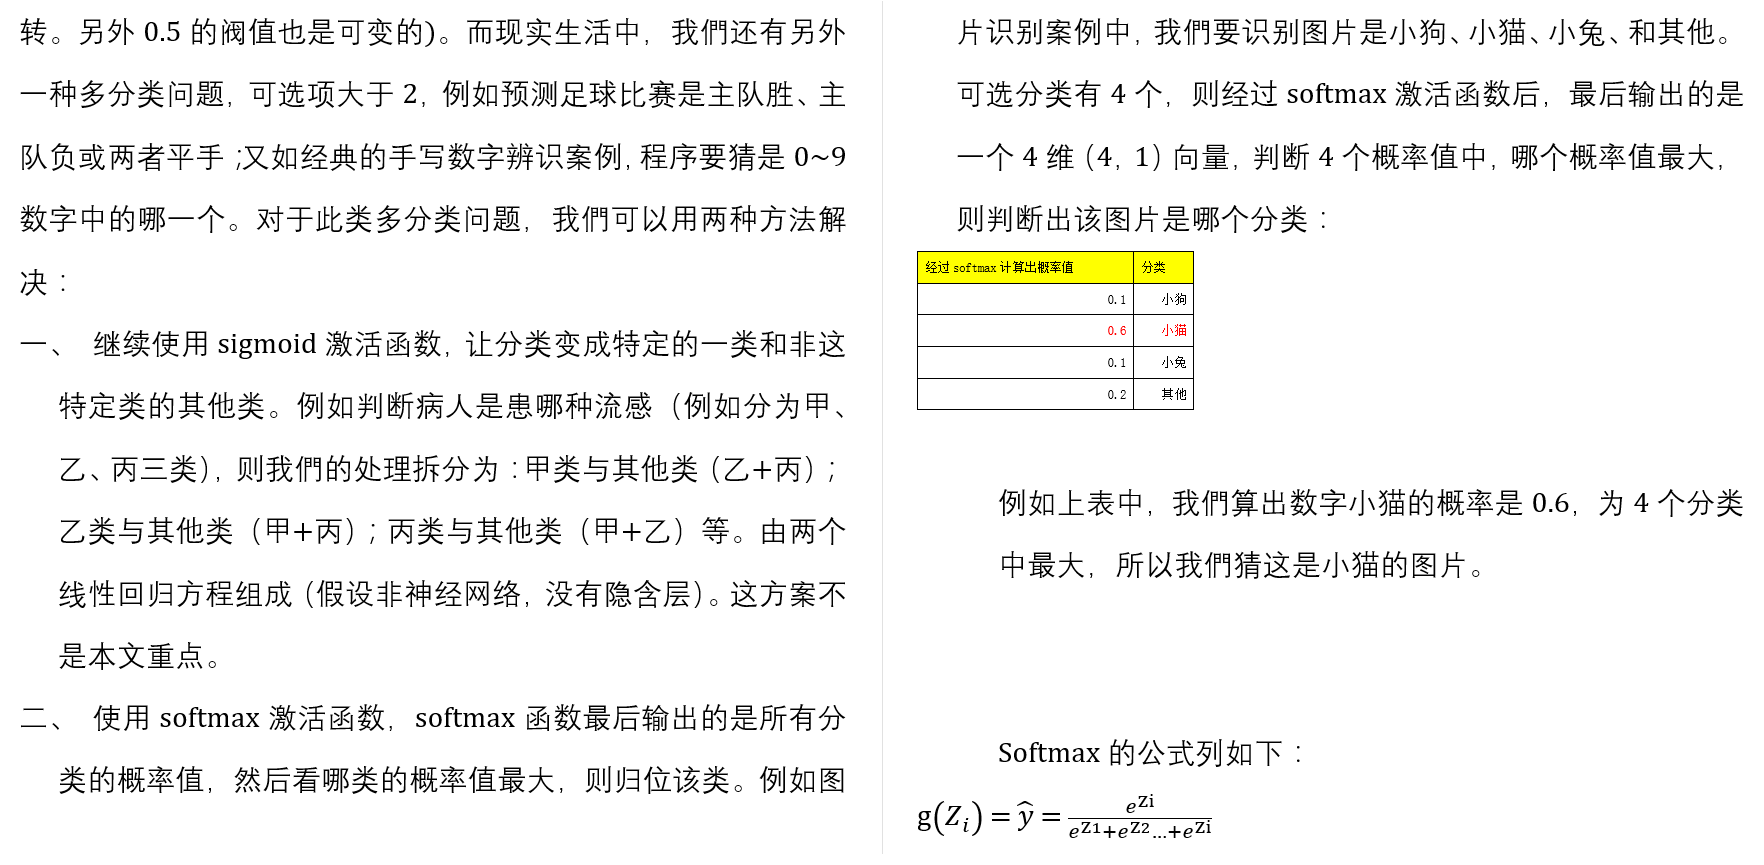 转。另外 0.5 的阀值也是可变的)。而现实生活中，我們还有另外
一种多分类问题，可选项大于 2，例如预测足球比赛是主队胜、主
队负或两者平手；又如经典的手写数字辨识案例，程序要猜是 0~9
数字中的哪一个。对于此类多分类问题，我們可以用两种方法解
决：
一、 继续使用 sigmoid 激活函数，让分类变成特定的一类和非这
特定类的其他类。例如判断病人是患哪种流感（例如分为甲、
乙、丙三类），则我們的处理拆分为：甲类与其他类（乙+丙）；
乙类与其他类（甲+丙）；丙类与其他类（甲+乙）等。由两个
线性回归方程组成（假设非神经网络，没有隐含层）。这方案不
是本文重点。
二、 使用 softmax 激活函数，softmax 函数最后输出的是所有分
类的概率值，然后看哪类的概率值最大，则归位该类。例如图
片识别案例中，我們要识别图片是小狗、小猫、小兔、和其他。
可选分类有 4 个，则经过 softmax 激活函数后，最后输出的是
一个 4 维（4，1）向量，判断 4 个概率值中，哪个概率值最大，
则判断出该图片是哪个分类：
经过 softmax 计算出概率值 分类
0.1 小狗
0.6 小猫
0.1 小兔
0.2 其他
例如上表中，我們算出数字小猫的概率是 0.6，为 4 个分类
中最大，所以我們猜这是小猫的图片。
Softmax 的公式列如下：
g(Z_i) = ŷ = e^{Zi} / (e^{Z1}+e^{Z2}…+e^{Zi})